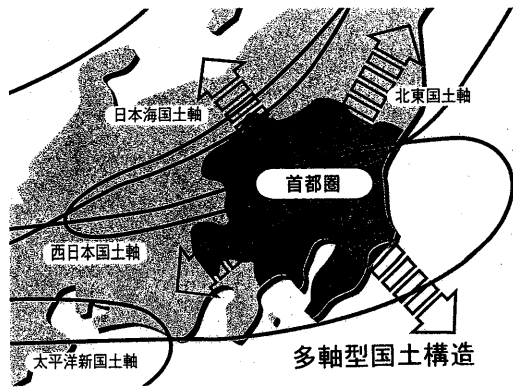 日本海国土軸
北東国土軸
首都圏
西日本国土軸
太平洋新国土軸
多軸型国土構造